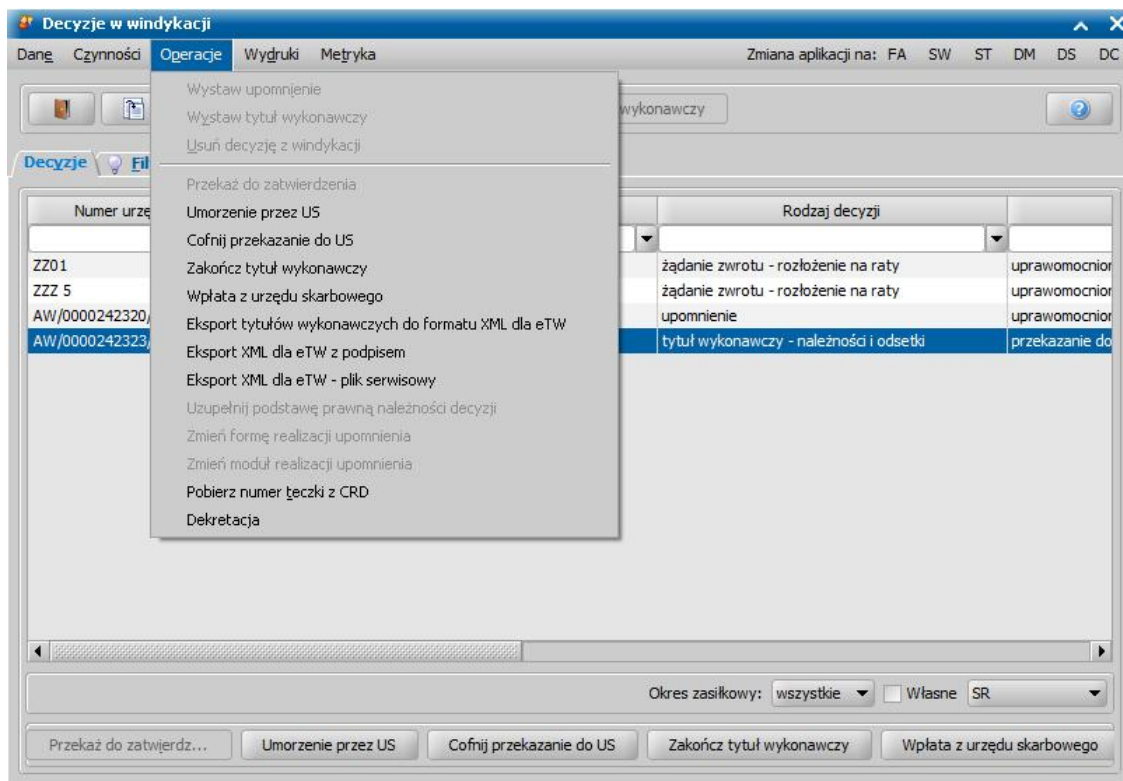 Decyzje w windykacji
Dane Czynności Operacje Wydruki Metryka Zmiana aplikacji na: FA SW ST DM DS DC
Wystaw upomnienie
Wystaw tytuł wykonawczy
Usuń decyzję z windykacji
Przekaż do zatwierdzenia
Umorzenie przez US
Cofnij przekazanie do US
Zakończ tytuł wykonawczy
Wpłata z urzędu skarbowego
Eksport tytułów wykonawczych do formatu XML dla eTW
Eksport XML dla eTW z podpisem
Eksport XML dla eTW - plik serwisowy
Uzupełnij podstawę prawną należności decyzji
Zmień formę realizacji upomnienia
Zmień moduł realizacji upomnienia
Pobierz numer teczki z CRD
Dekretacja
wykonawczy
Decyzje Fil
Numer urzę Rodzaj decyzji
ZZ01 żądanie zwrotu - rozłożenie na raty uprawomocnior
ZZZ 5 żądanie zwrotu - rozłożenie na raty uprawomocnior
AW/0000242320/ upomnienie uprawomocnior
AW/0000242323/ tytuł wykonawczy - należności i odsetki przekazanie do
Okres zasiłkowy: wszystkie Własne SR
Przekaż do zatwierdz... Umorzenie przez US Cofnij przekazanie do US Zakończ tytuł wykonawczy Wpłata z urzędu skarbowego